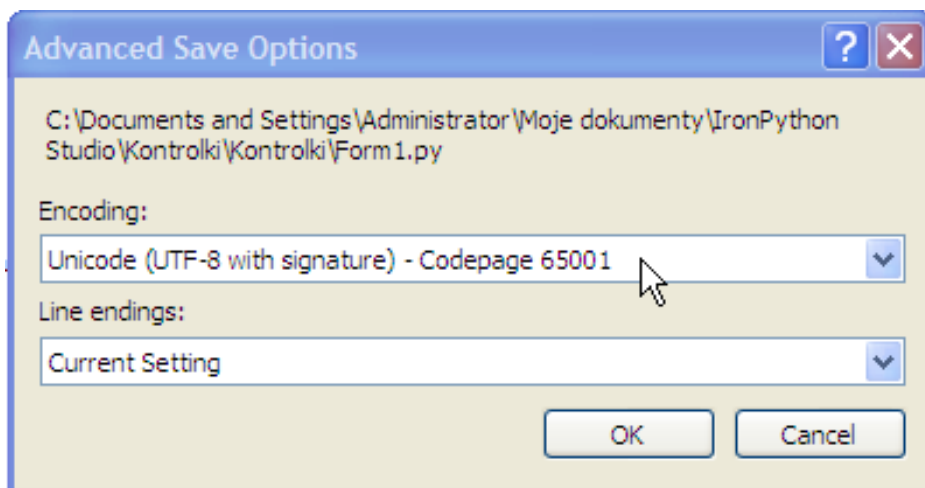 Advanced Save Options
C:\Documents and Settings\Administrator\Moje dokumenty\IronPython
Studio\Kontrolki\Kontrolki\Form1.py
Encoding:
Unicode (UTF-8 with signature) - Codepage 65001
Line endings:
Current Setting
OK Cancel